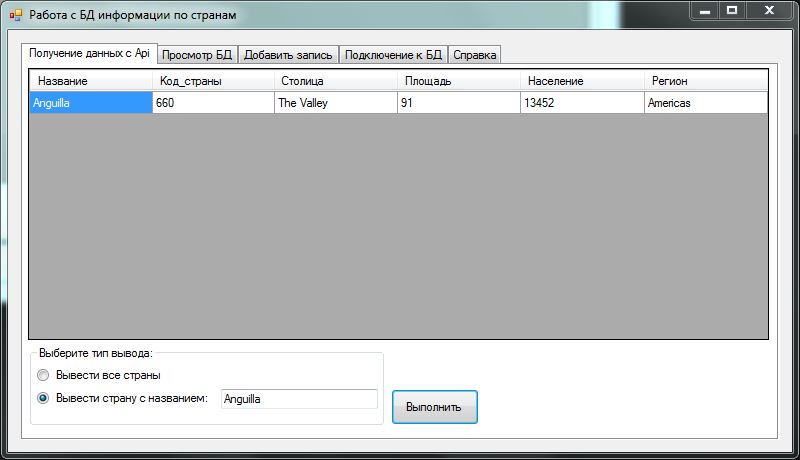 Работа с БД информации по странам
Получение данных с Api Просмотр БД Добавить запись Подключение к БД Справка
Название Код_страны Столица Площадь Население Регион
Anguilla 660 The Valley 91 13452 Americas
Выберите тип вывода:
Вывести все страны
Вывести страну с названием: Anguilla
Выполнить